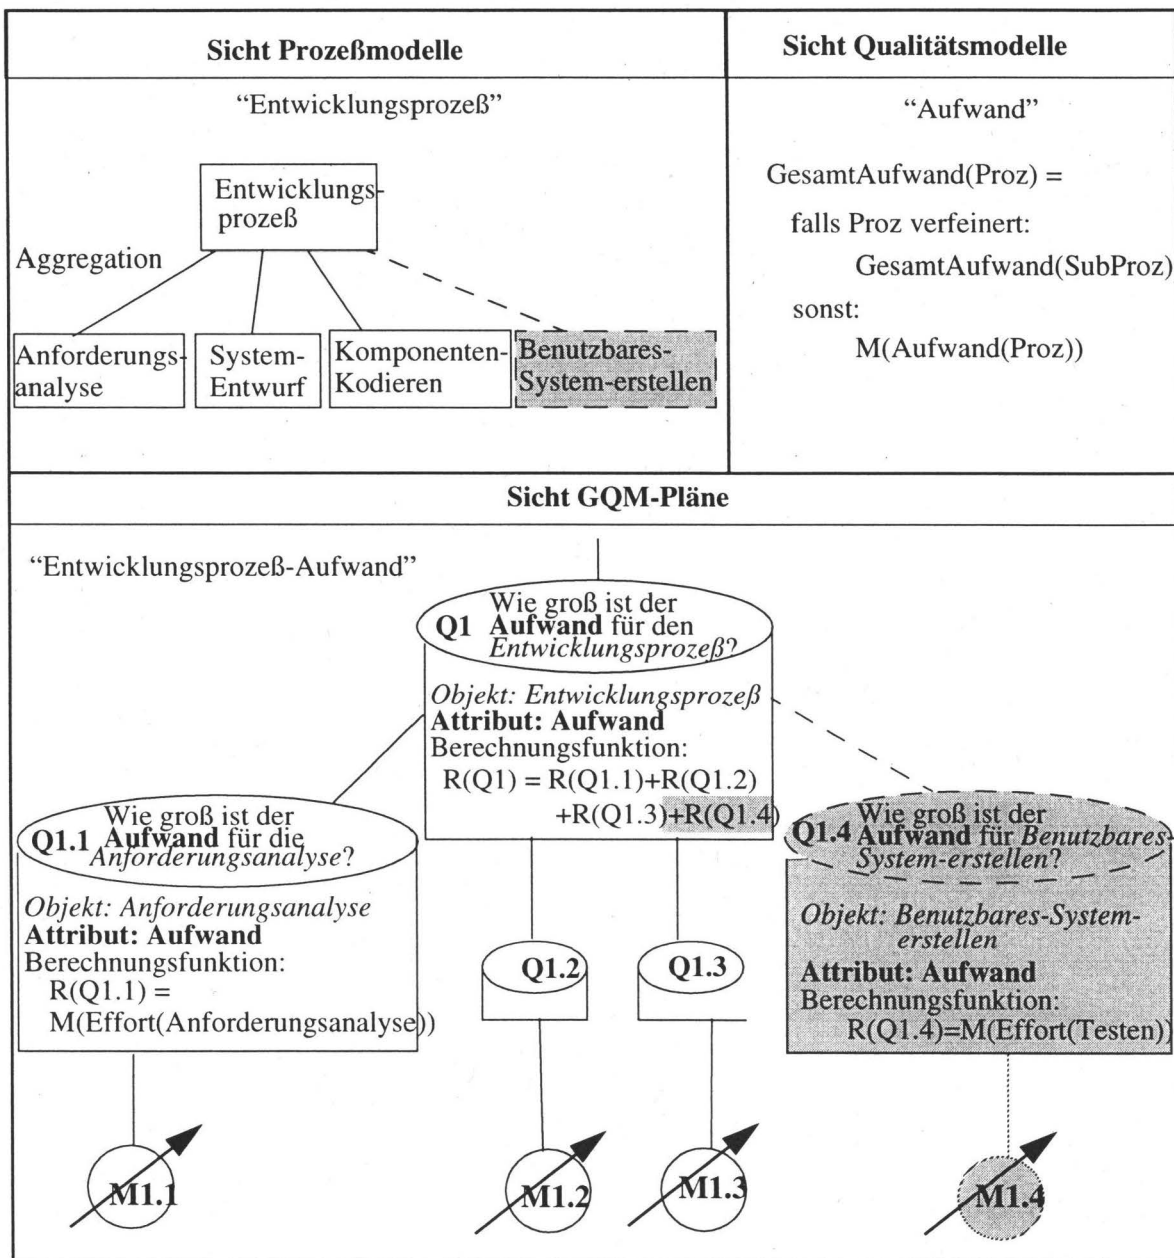 Sicht Prozeßmodelle
“Entwicklungsprozeß”
Entwicklungs-
prozeß
Aggregation
Anforderungs-
analyse
System-
Entwurf
Komponenten-
Kodieren
Benutzbares-
System-erstellen
Sicht Qualitätsmodelle
“Aufwand”
GesamtAufwand(Proz) =
falls Proz verfeinert:
GesamtAufwand(SubProz)
sonst:
M(Aufwand(Proz))
Sicht GQM-Pläne
“Entwicklungsprozeß-Aufwand”
Q1
Wie groß ist der
Aufwand für den
Entwicklungsprozeß?
Objekt: Entwicklungsprozeß
Attribut: Aufwand
Berechnungsfunktion:
R(Q1) = R(Q1.1)+R(Q1.2)
+R(Q1.3)+R(Q1.4)
Q1.1
Wie groß ist der
Aufwand für die
Anforderungsanalyse?
Objekt: Anforderungsanalyse
Attribut: Aufwand
Berechnungsfunktion:
R(Q1.1) =
M(Effort(Anforderungsanalyse))
Q1.2
Q1.3
Q1.4
Wie groß ist der
Aufwand für Benutzbares-
System-erstellen?
Objekt: Benutzbares-System-
erstellen
Attribut: Aufwand
Berechnungsfunktion:
R(Q1.4)=M(Effort(Testen))
M1.1
M1.2
M1.3
M1.4